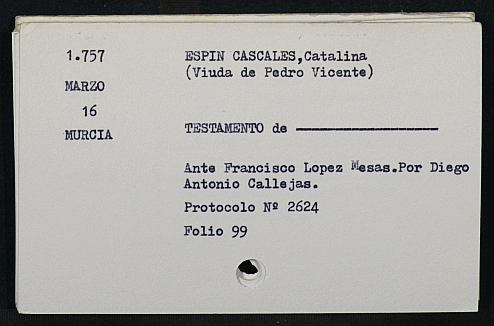 1.757
MARZO
16
MURCIA
ESPIN CASCALES,Catalina
(Viuda de Pedro Vicente)
TESTAMENTO de --------------------
Ante Francisco Lopez Mesas.Por Diego
Antonio Callejas.
Protocolo Nº 2624
Folio 99